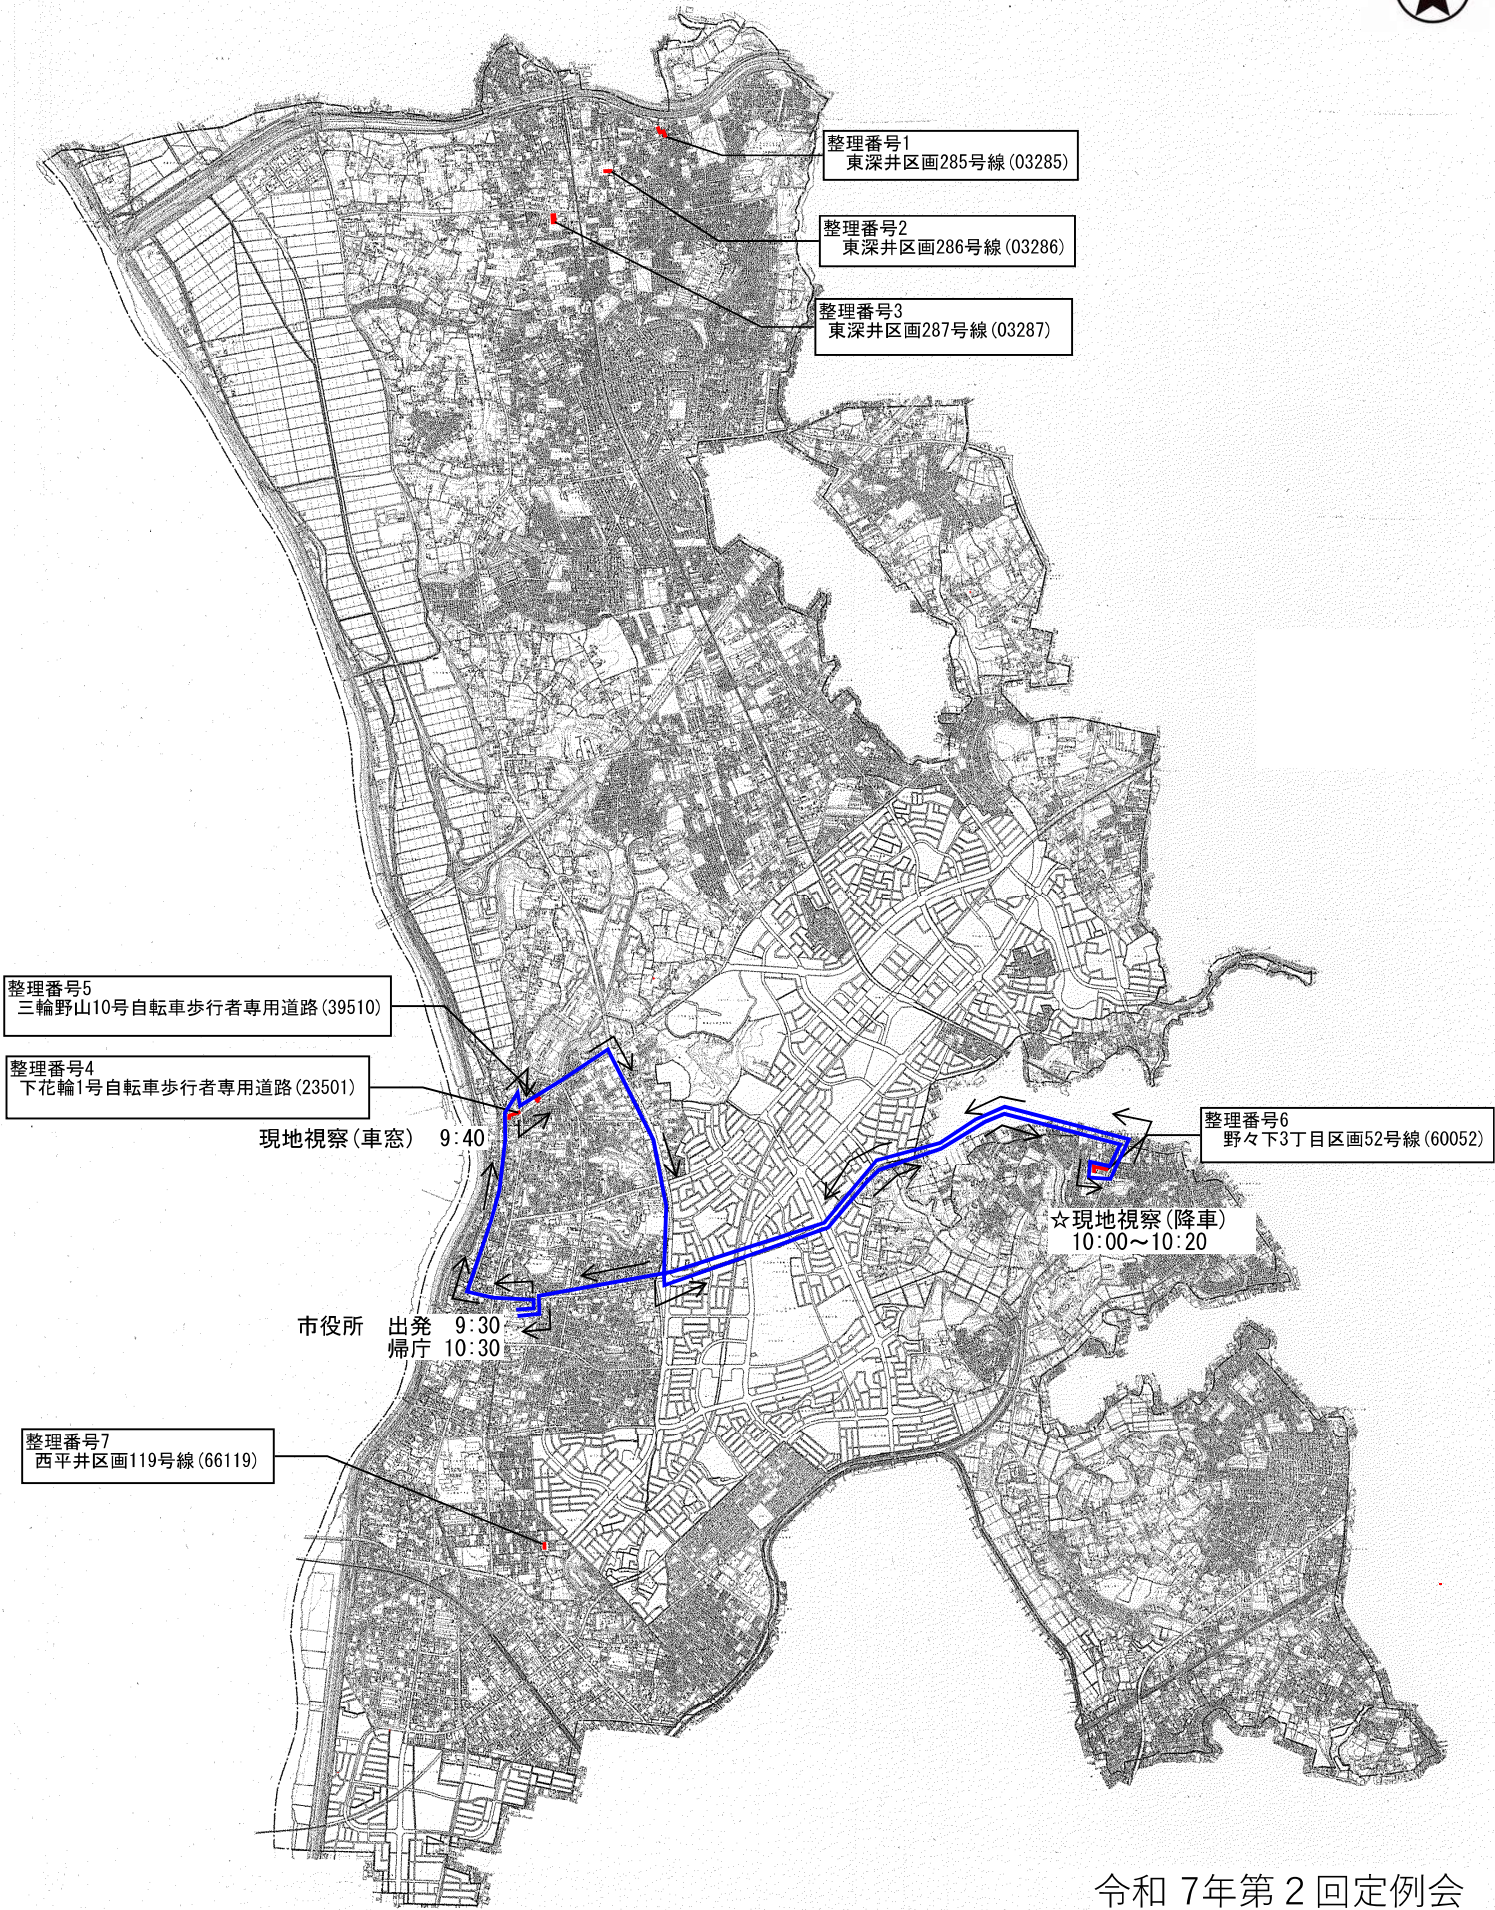 整理番号1
東深井区画285号線(03285)
整理番号2
東深井区画286号線(03286)
整理番号3
東深井区画287号線(03287)
整理番号5
三輪野山10号自転車歩行者専用道路(39510)
整理番号4
下花輪1号自転車歩行者専用道路(23501)
現地視察(車窓) 9:40
整理番号6
野々下3丁目区画52号線(60052)
☆現地視察(降車)
10:00～10:20
市役所 出発 9:30
帰庁 10:30
整理番号7
西平井区画119号線(66119)
令和 7年第２回定例会